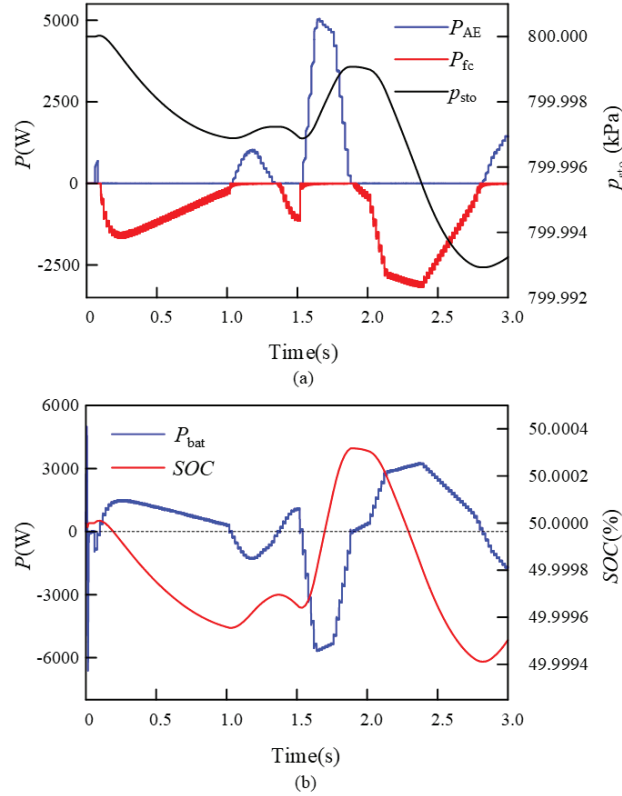 5000
2500
0
-2500
P(W)
P_AE
P_fc
p_sto
800.000
799.998
799.996
799.994
799.992
p_sto (kPa)
0 0.5 1.0 1.5 2.0 2.5 3.0
Time(s)
(a)
6000
3000
0
-3000
-6000
P(W)
P_bat
SOC
50.0004
50.0002
50.0000
49.9998
49.9996
49.9994
SOC(%)
0 0.5 1.0 1.5 2.0 2.5 3.0
Time(s)
(b)